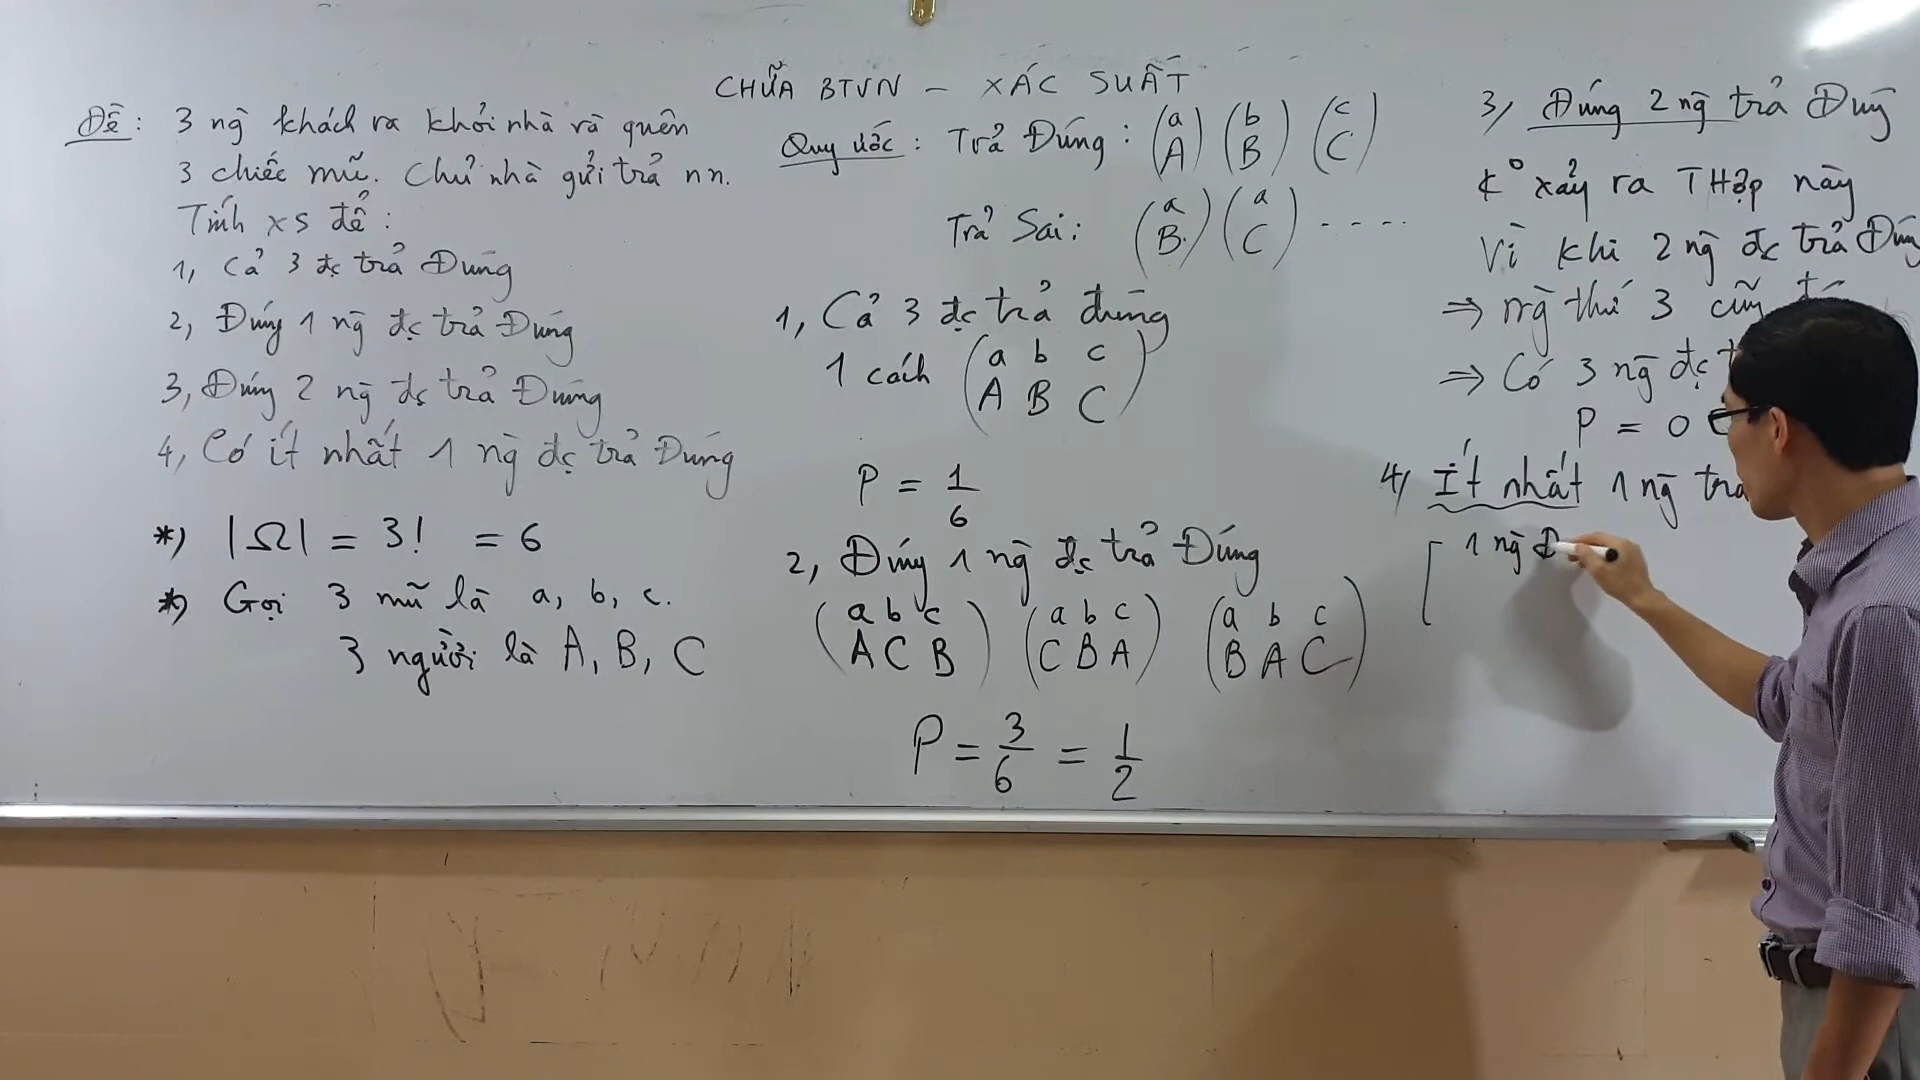 CHỮA BTVN - XÁC SUẤT
Đề: 3 ng̀ khách ra khỏi nhà và quên
3 chiếc mũ. Chủ nhà gửi trả nn.
Tính xs để:
1, Cả 3 đc trả Đúng
2, Đúng 1 ng̀ đc trả Đúng
3, Đúng 2 ng̀ đc trả Đúng
4, Có ít nhất 1 ng̀ đc trả Đúng
*) |Ω| = 3! = 6
*) Gọi 3 mũ là a, b, c.
3 người là A, B, C
Quy ước: Trả Đúng: (a A) (b B) (c C)
Trả Sai: (a B) (a C) - - - -
1, Cả 3 đc trả đúng
1 cách (a b c
A B C)
P = 1/6
2, Đúng 1 ng̀ đc trả Đúng
(a b c) (a b c) (a b c)
(A C B) (C B A) (B A C)
P = 3/6 = 1/2
3, Đúng 2 ng̀ trả Đúng
K° xảy ra THợp này
Vì khi 2 ng̀ đc trả Đúng
⇒ ng̀ thứ 3 cũng
⇒ Có 3 ng̀ đc
P = 0
4, Ít nhất 1 ng̀ trả
[ 1 ng̀ Đ